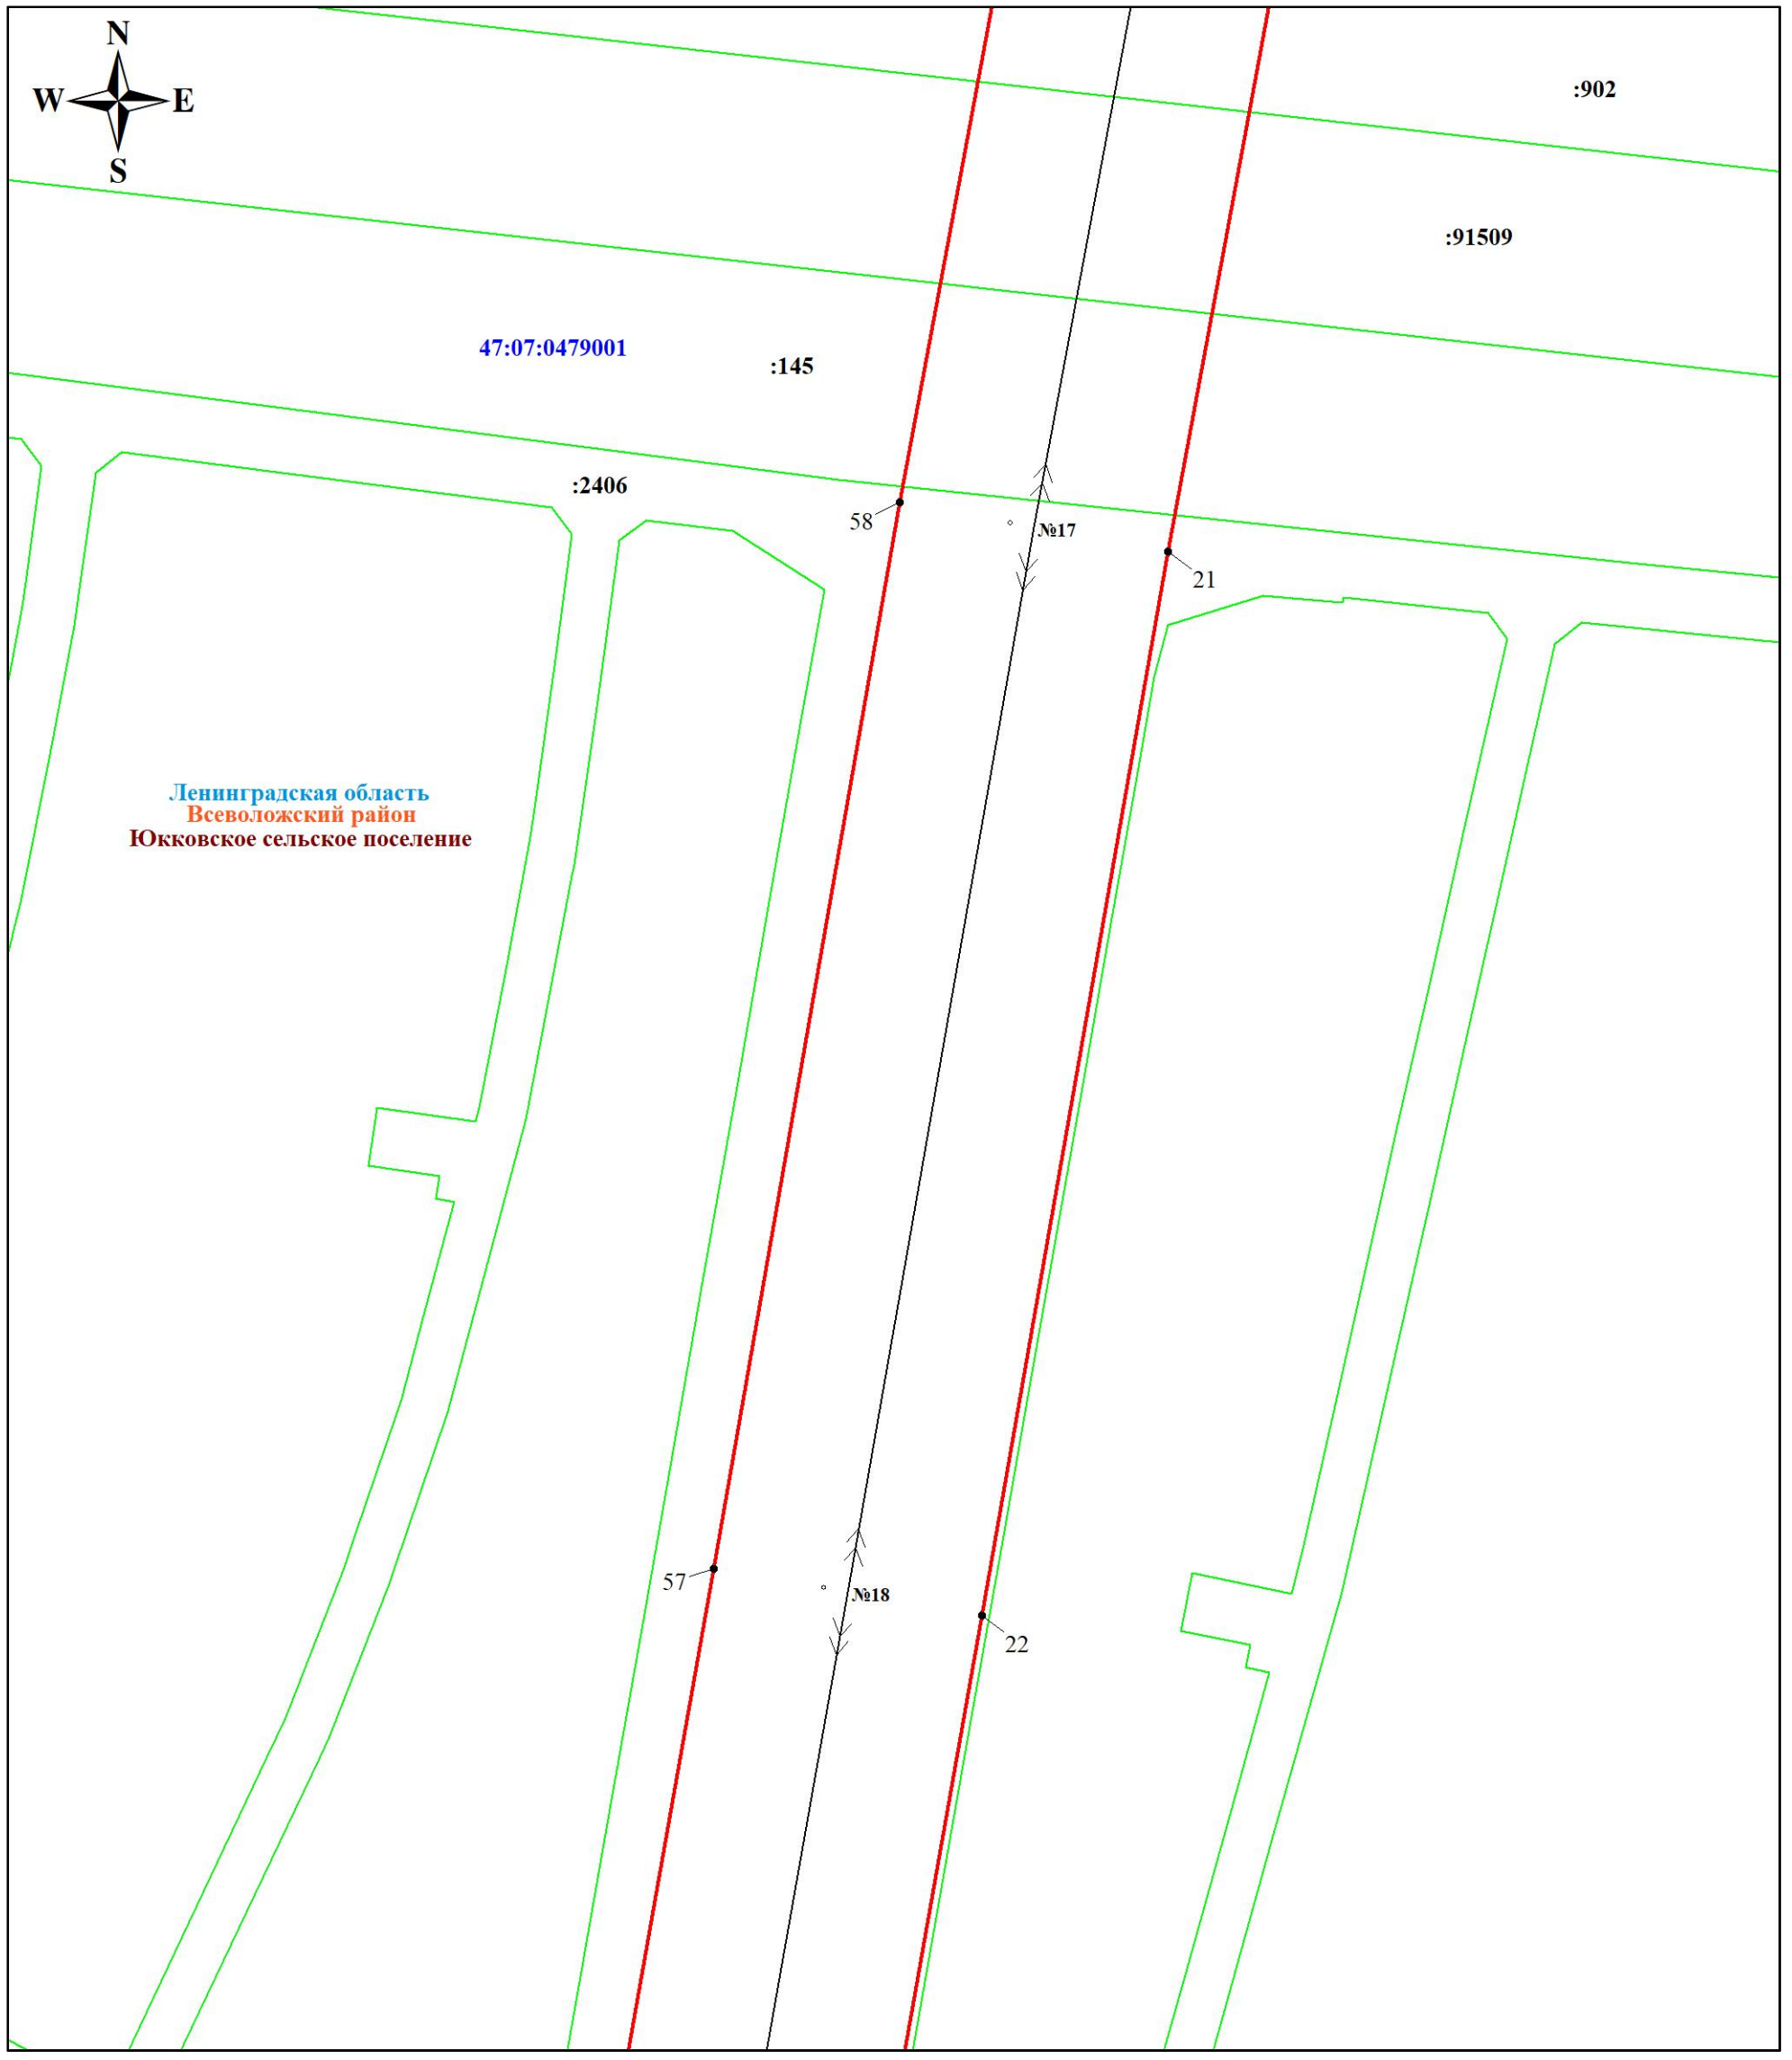 N
W E
S
:902
:91509
47:07:0479001
:145
:2406
58
№17
21
Ленинградская область
Всеволожский район
Юкковское сельское поселение
57
№18
22